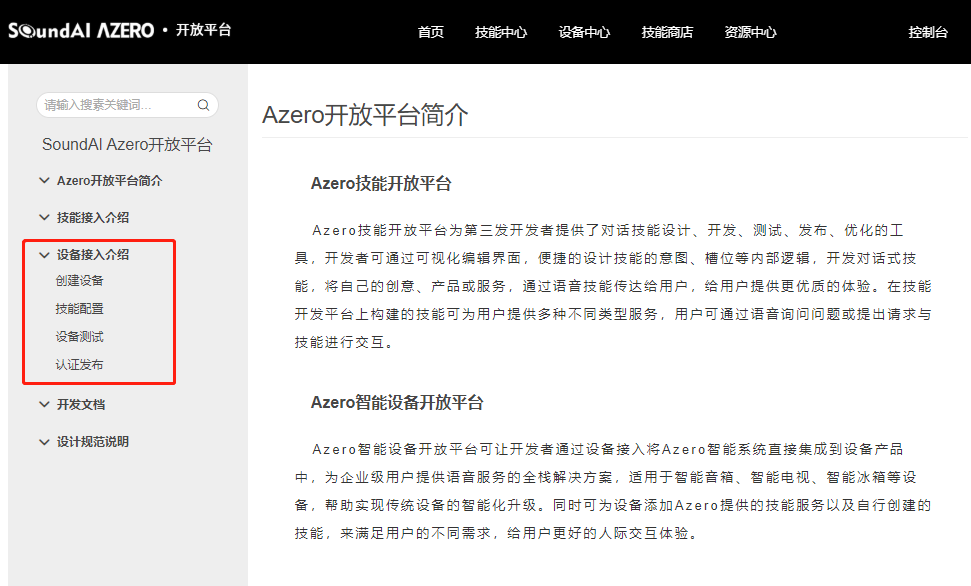 SoundAI AZERO · 开放平台
首页 技能中心 设备中心 技能商店 资源中心 控制台
请输入搜素关键词...
SoundAI Azero开放平台
Azero开放平台简介
技能接入介绍
设备接入介绍
创建设备
技能配置
设备测试
认证发布
开发文档
设计规范说明
Azero开放平台简介
Azero技能开放平台
Azero技能开放平台为第三发开发者提供了对话技能设计、开发、测试、发布、优化的工
具，开发者可通过可视化编辑界面，便捷的设计技能的意图、槽位等内部逻辑，开发对话式技
能，将自己的创意、产品或服务，通过语音技能传达给用户，给用户提供更优质的体验。在技能
开发平台上构建的技能可为用户提供多种不同类型服务，用户可通过语音询问问题或提出请求与
技能进行交互。
Azero智能设备开放平台
Azero智能设备开放平台可让开发者通过设备接入将Azero智能系统直接集成到设备产品
中，为企业级用户提供语音服务的全栈解决方案，适用于智能音箱、智能电视、智能冰箱等设
备，帮助实现传统设备的智能化升级。同时可为设备添加Azero提供的技能服务以及自行创建的
技能，来满足用户的不同需求，给用户更好的人际交互体验。